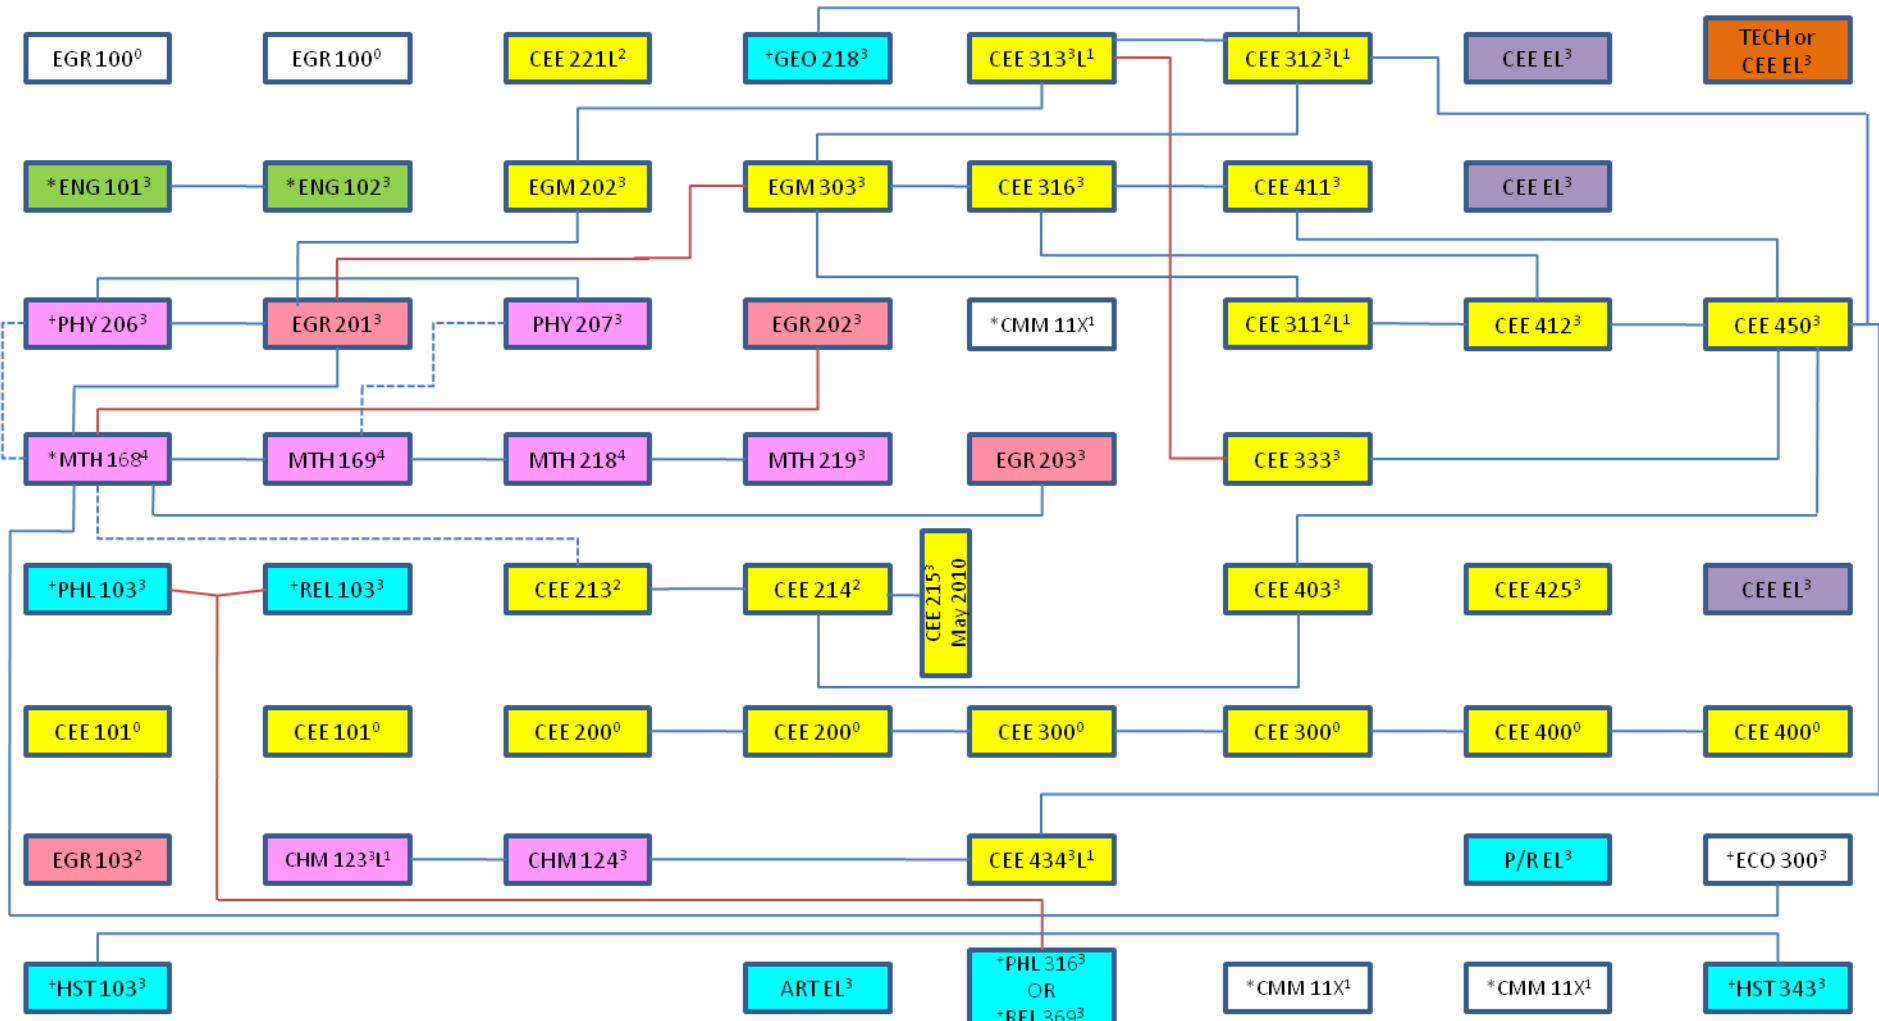 EGR 100⁰
EGR 100⁰
CEE 221L²
⁺GEO 218³
CEE 313³L¹
CEE 312³L¹
CEE EL³
TECH or
CEE EL³
*ENG 101³
*ENG 102³
EGM 202³
EGM 303³
CEE 316³
CEE 411³
CEE EL³
⁺PHY 206³
EGR 201³
PHY 207³
EGR 202³
*CMM 11X¹
CEE 311²L¹
CEE 412³
CEE 450³
*MTH 168⁴
MTH 169⁴
MTH 218⁴
MTH 219³
EGR 203³
CEE 333³
⁺PHL 103³
⁺REL 103³
CEE 213²
CEE 214²
CEE 215³
May 2010
CEE 403³
CEE 425³
CEE EL³
CEE 101⁰
CEE 101⁰
CEE 200⁰
CEE 200⁰
CEE 300⁰
CEE 300⁰
CEE 400⁰
CEE 400⁰
EGR 103²
CHM 123³L¹
CHM 124³
CEE 434³L¹
P/R EL³
⁺ECO 300³
⁺HST 103³
ART EL³
⁺PHL 316³
OR
⁺REL 369³
*CMM 11X¹
*CMM 11X¹
⁺HST 343³